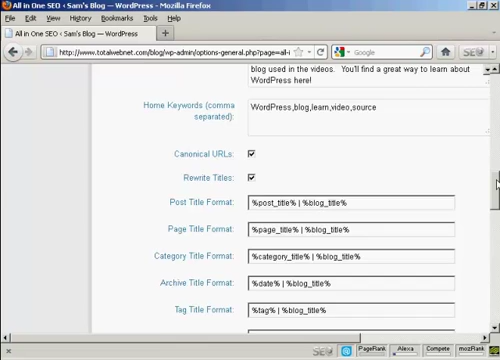 All in One SEO ‹ Sam's Blog — WordPress - Mozilla Firefox
File Edit View History Bookmarks Tools Help
All in One SEO ‹ Sam's Blog — WordPress
http://www.totalwebnet.com/blog/wp-admin/options-general.php?page=all-i
Google
blog used in the videos. You'll find a great way to learn about
WordPress here!
Home Keywords (comma
separated):
WordPress,blog,learn,video,source
Canonical URLs:
Rewrite Titles:
Post Title Format: %post_title% | %blog_title%
Page Title Format: %page_title% | %blog_title%
Category Title Format: %category_title% | %blog_title%
Archive Title Format: %date% | %blog_title%
Tag Title Format: %tag% | %blog_title%
SEO PageRank Alexa Compete mozRank